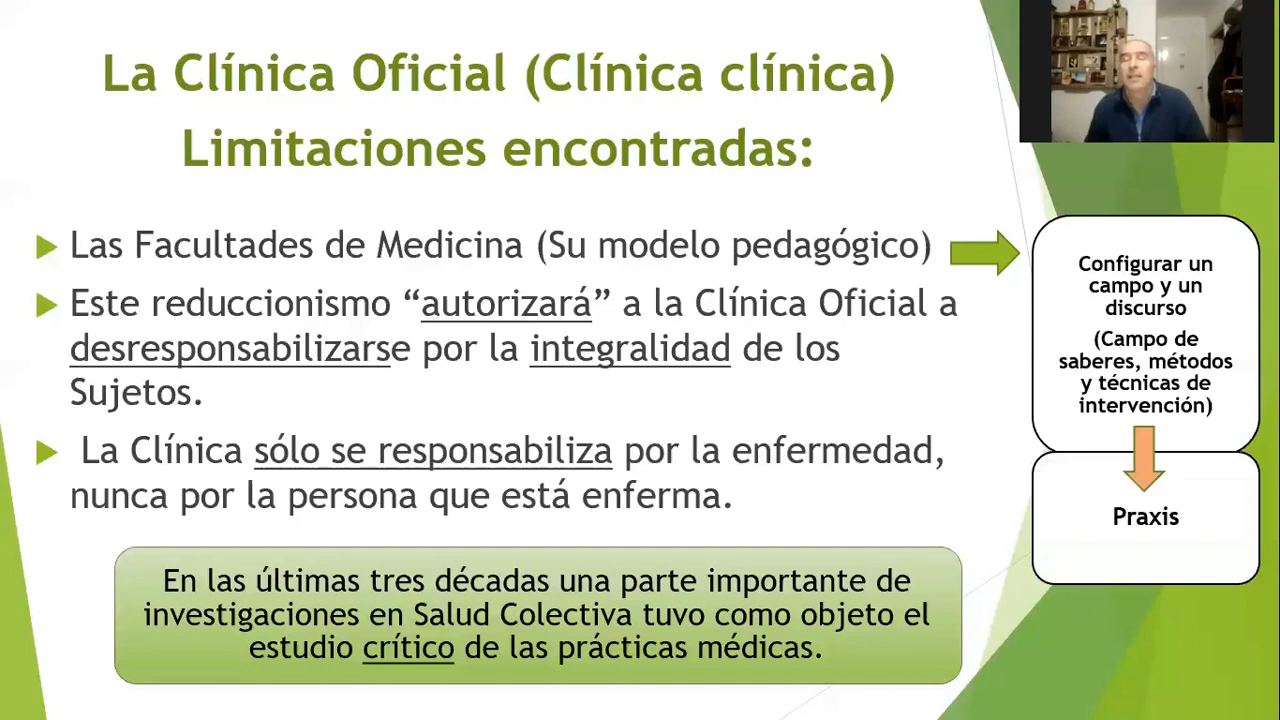 La Clínica Oficial (Clínica clínica)
Limitaciones encontradas:
Las Facultades de Medicina (Su modelo pedagógico)
Este reduccionismo “autorizará” a la Clínica Oficial a
desresponsabilizarse por la integralidad de los
Sujetos.
La Clínica sólo se responsabiliza por la enfermedad,
nunca por la persona que está enferma.
En las últimas tres décadas una parte importante de
investigaciones en Salud Colectiva tuvo como objeto el
estudio crítico de las prácticas médicas.
Configurar un
campo y un
discurso
(Campo de
saberes, métodos
y técnicas de
intervención)
Praxis